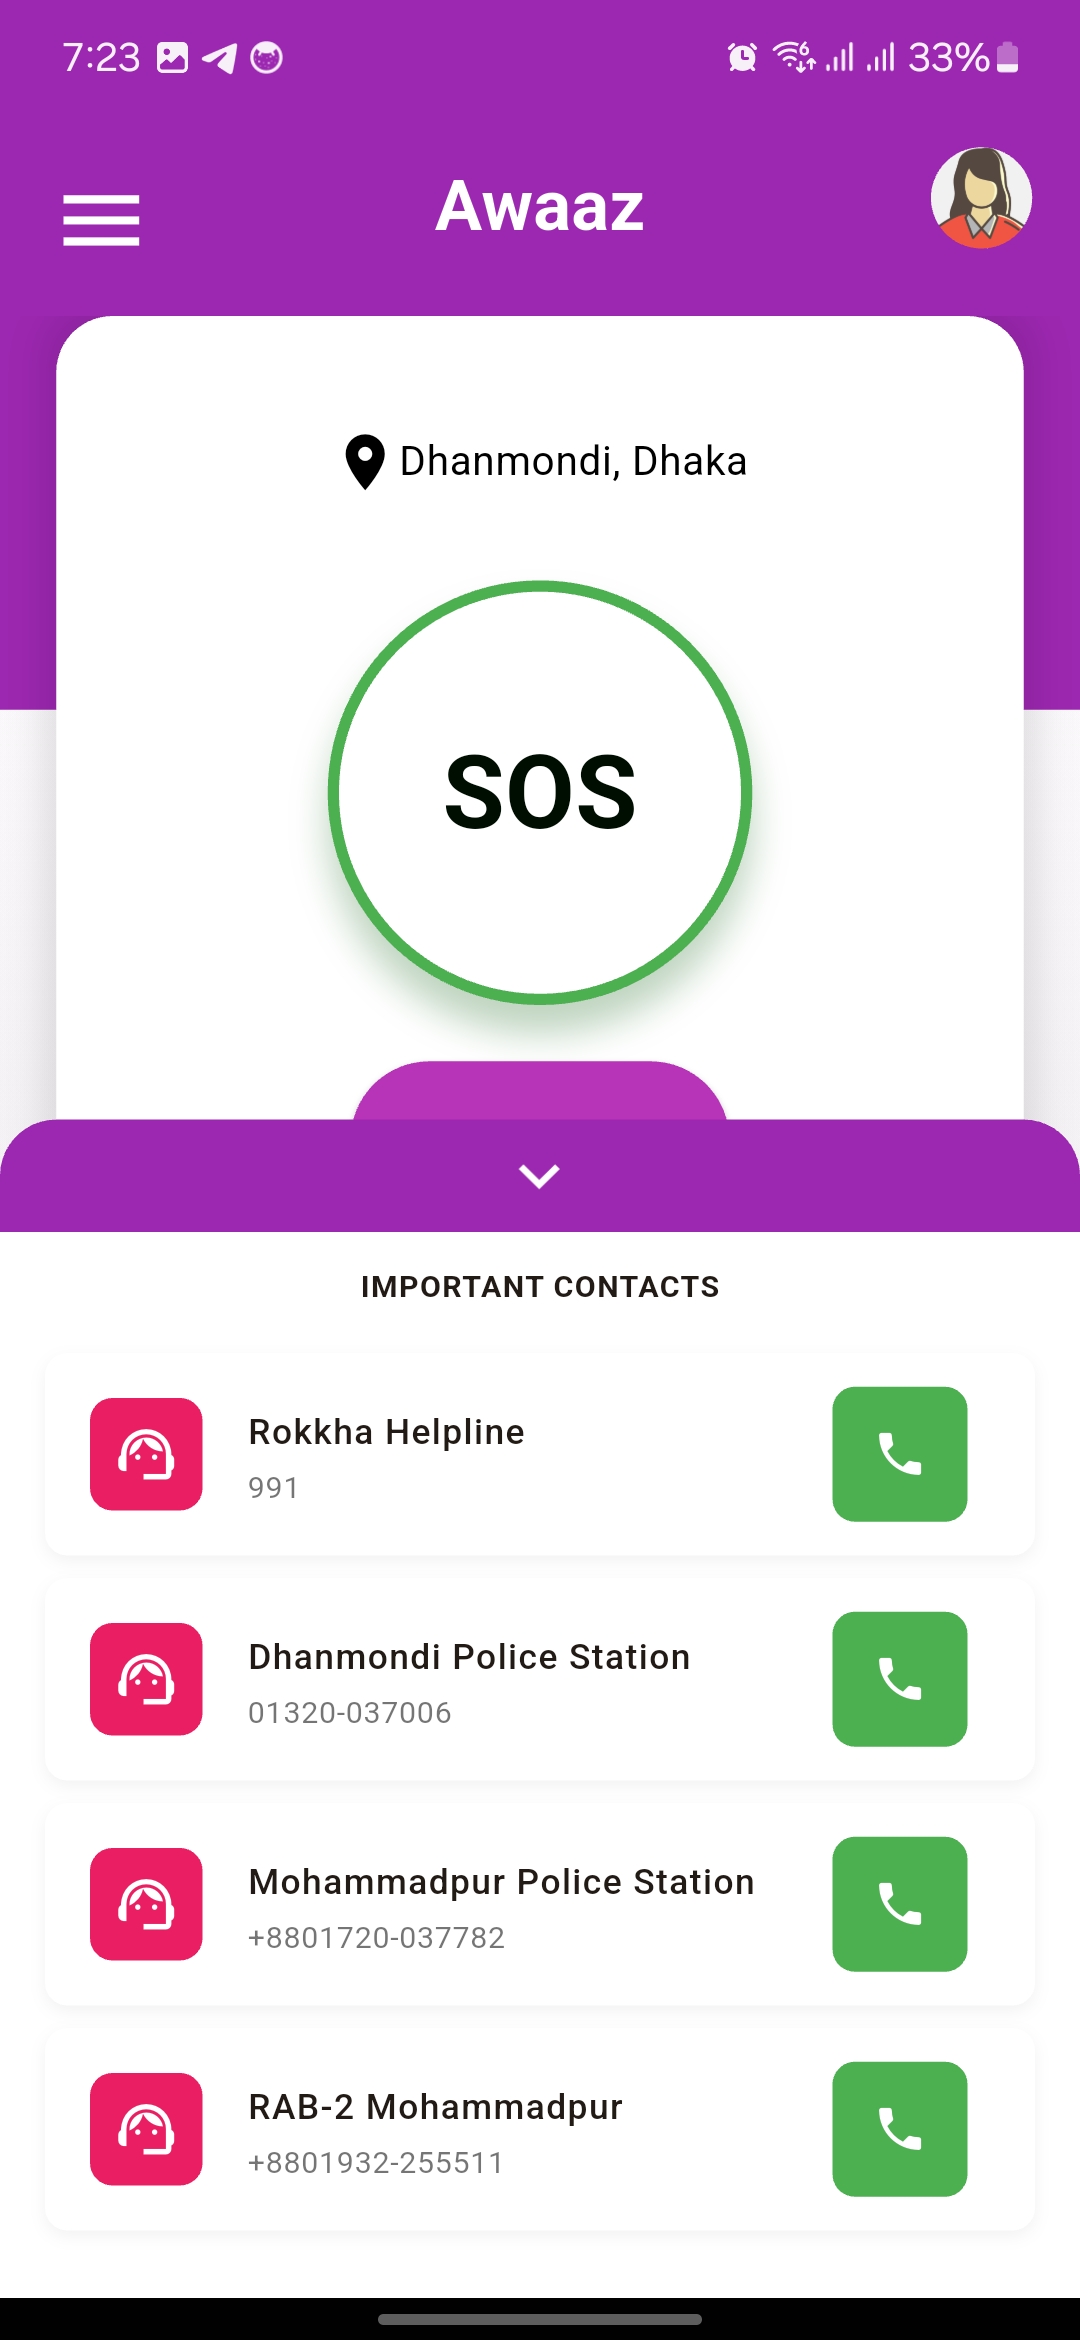 7:23
33%
Awaaz
Dhanmondi, Dhaka
SOS
IMPORTANT CONTACTS
Rokkha Helpline
991
Dhanmondi Police Station
01320-037006
Mohammadpur Police Station
+8801720-037782
RAB-2 Mohammadpur
+8801932-255511